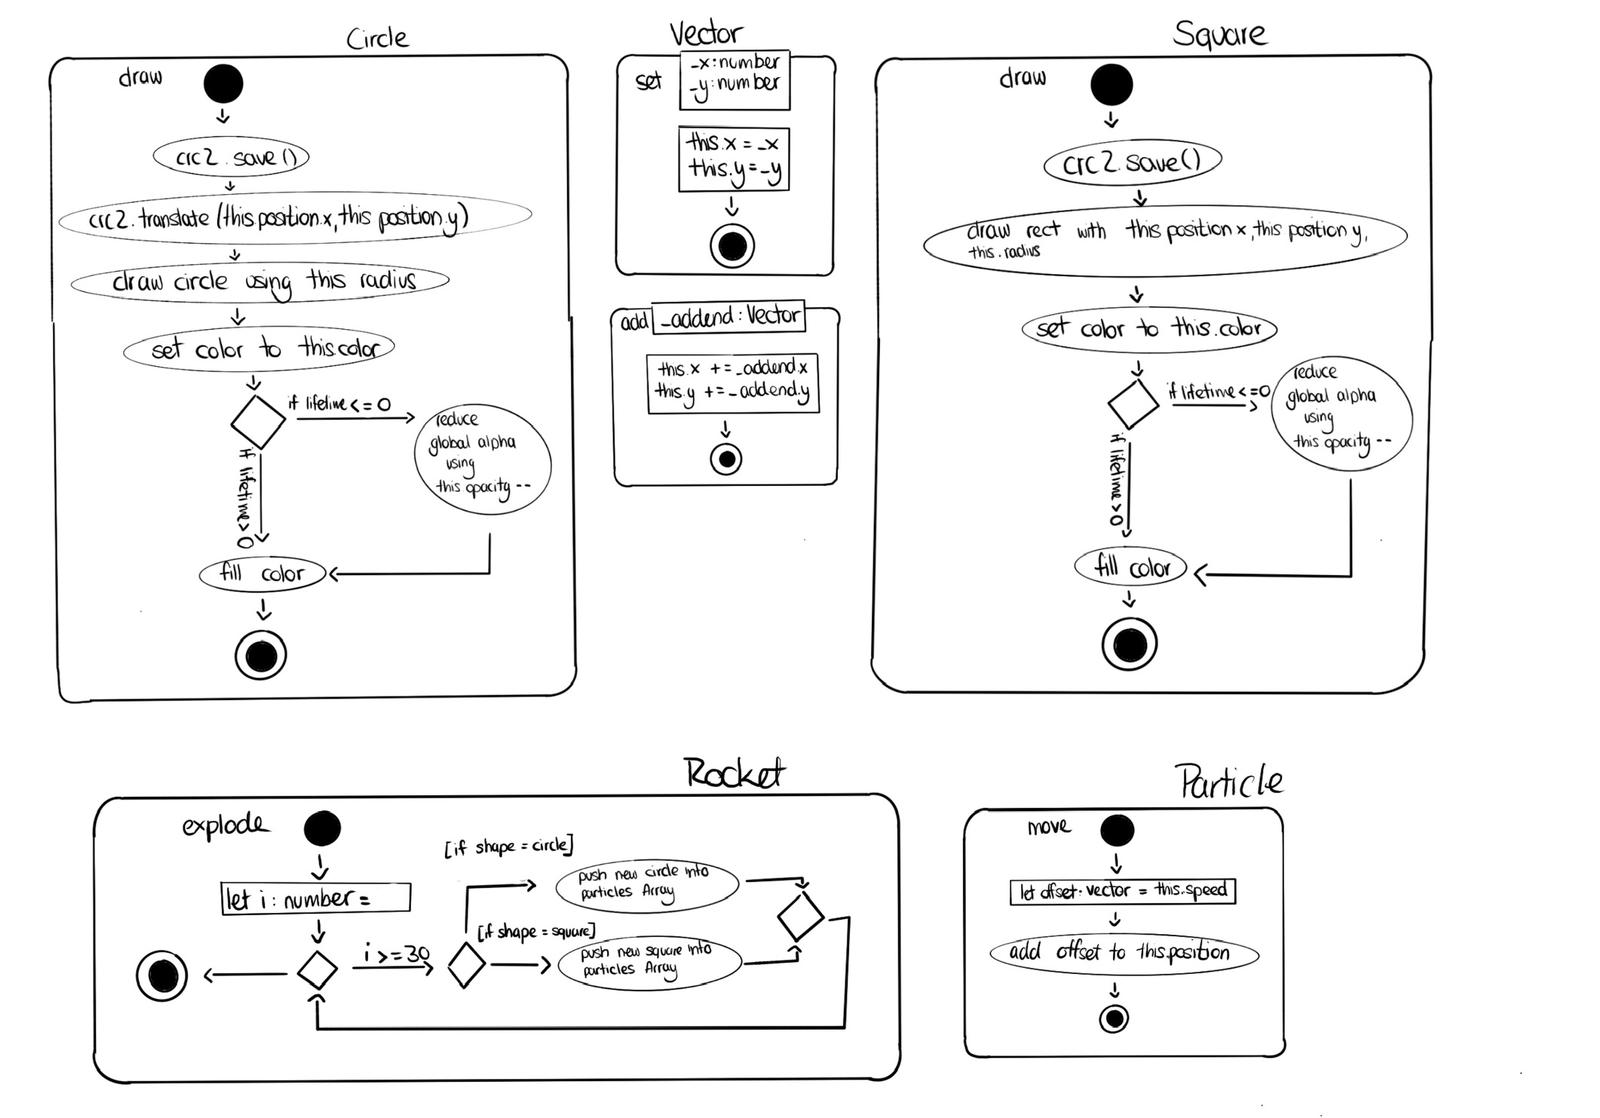 Circle
draw
crc2.save()
crc2.translate(this position.x, this position.y)
draw circle using this radius
set color to this.color
if lifetime<=0
reduce
global alpha
using
this opacity --
if lifetime>0
fill color
Vector
set
_x:number
_y:number
this.x = _x
this.y = _y
add
_addend: Vector
this.x += _addend.x
this.y += _addend.y
Square
draw
crc2.save()
draw rect with this position x, this position y,
this.radius
set color to this.color
if lifetime<=0
reduce
global alpha
using
this opacity --
if lifetime>0
fill color
Rocket
explode
let i: number =
i >=30
[if shape = circle]
push new circle into
particles Array
[if shape = square]
push new square into
particles Array
Particle
move
let offset: vector = this.speed
add offset to this.position